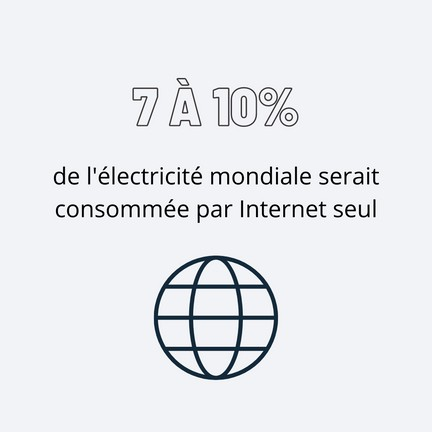 7 À 10%
de l'électricité mondiale serait
consommée par Internet seul